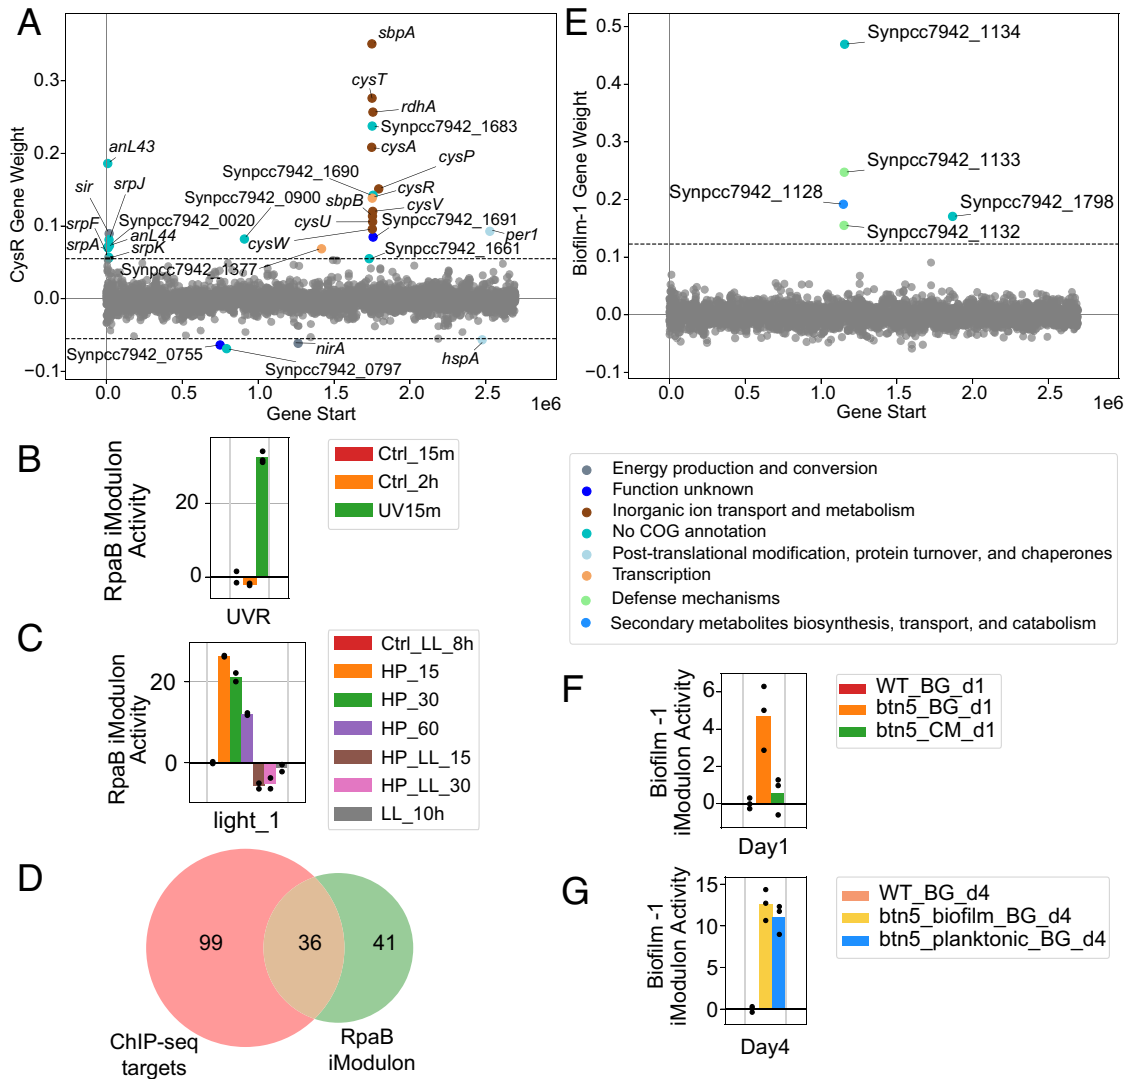 A
CysR Gene Weight
0.3
0.2
0.1
0.0
−0.1
sbpA
cysT
rdhA
Synpcc7942_1683
cysA
anL43
cysP
Synpcc7942_1690
sir
srpJ
Synpcc7942_0900
cysR
sbpB
cysV
srpF
Synpcc7942_0020
cysU
Synpcc7942_1691
anL44
per1
srpA
srpK
cysW
Synpcc7942_1661
Synpcc7942_1377
Synpcc7942_0755
nirA
hspA
Synpcc7942_0797
0.0
0.5
1.0
1.5
2.0
2.5
1e6
Gene Start
E
Biofilm-1 Gene Weight
0.5
0.4
0.3
0.2
0.1
0.0
−0.1
Synpcc7942_1134
Synpcc7942_1133
Synpcc7942_1128
Synpcc7942_1798
Synpcc7942_1132
0.0
0.5
1.0
1.5
2.0
2.5
1e6
Gene Start
B
RpaB iModulon
Activity
20
0
UVR
Ctrl_15m
Ctrl_2h
UV15m
Energy production and conversion
Function unknown
Inorganic ion transport and metabolism
No COG annotation
Post-translational modification, protein turnover, and chaperones
Transcription
Defense mechanisms
Secondary metabolites biosynthesis, transport, and catabolism
C
RpaB iModulon
Activity
20
0
light_1
Ctrl_LL_8h
HP_15
HP_30
HP_60
HP_LL_15
HP_LL_30
LL_10h
F
Biofilm -1
iModulon Activity
6
4
2
0
Day1
WT_BG_d1
btn5_BG_d1
btn5_CM_d1
D
99
36
41
ChIP-seq
targets
RpaB
iModulon
G
Biofilm -1
iModulon Activity
15
10
5
0
Day4
WT_BG_d4
btn5_biofilm_BG_d4
btn5_planktonic_BG_d4